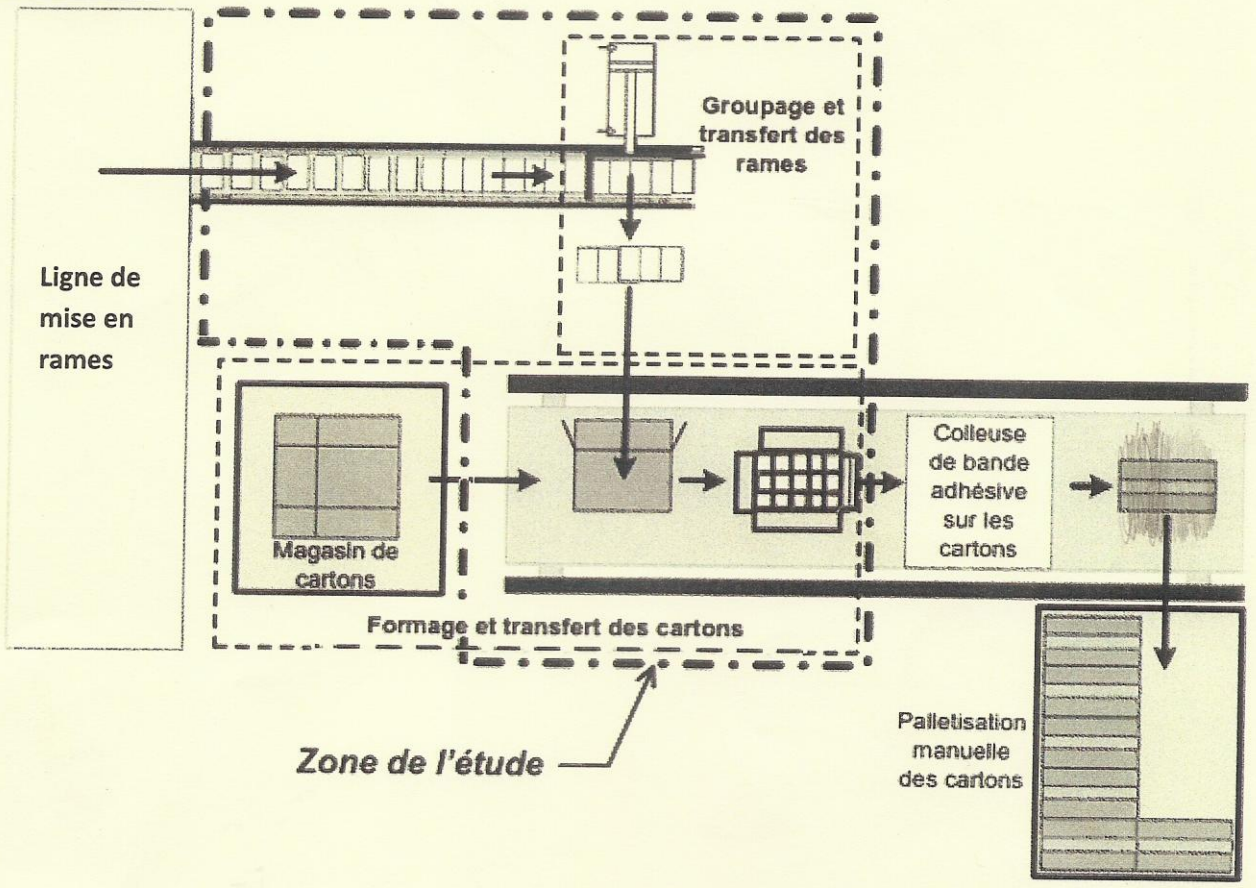 Groupage et
transfert des
rames
Ligne de
mise en
rames
Magasin de
cartons
Colleuse
de bande
adhésive
sur les
cartons
Formage et transfert des cartons
Zone de l'étude
Palletisation
manuelle
des cartons